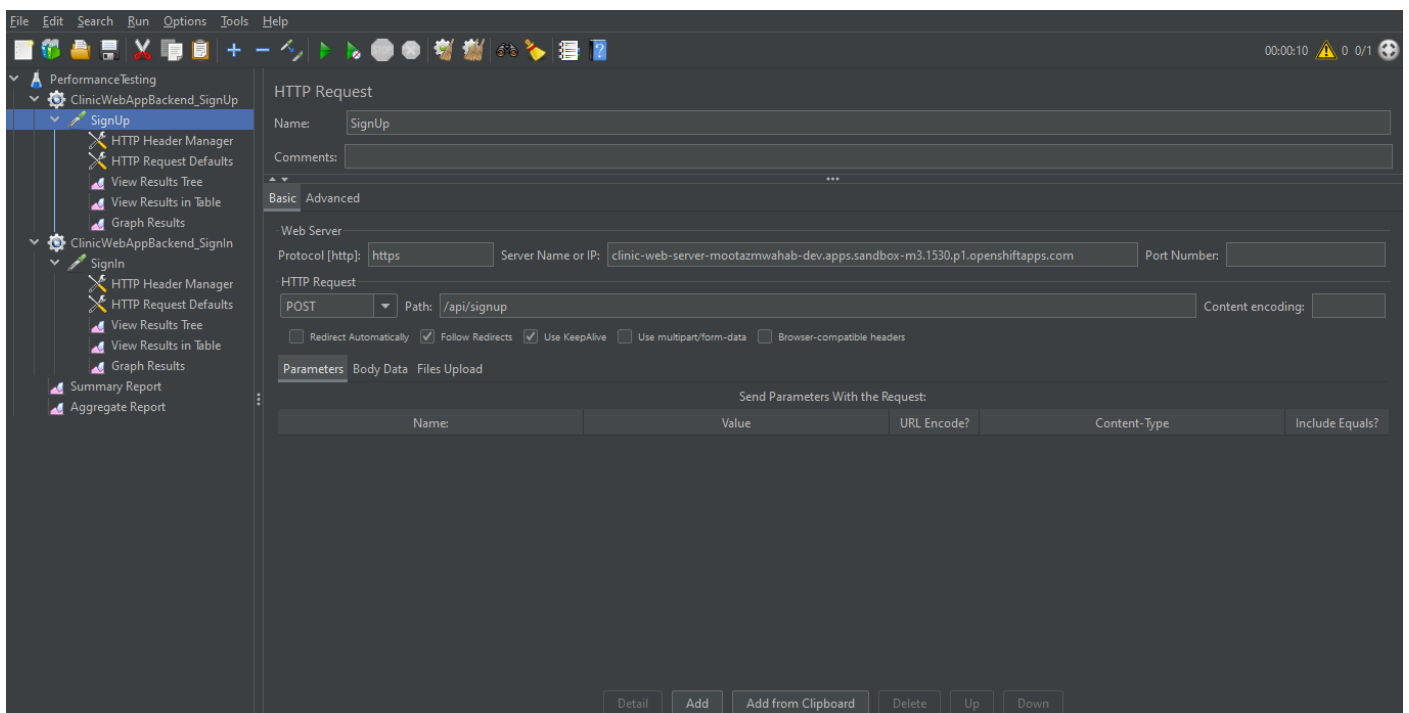 File Edit Search Run Options Tools Help
STOP 00:00:10 0 0/1
PerformanceTesting
ClinicWebAppBackend_SignUp
SignUp
HTTP Header Manager
HTTP Request Defaults
View Results Tree
View Results in Table
Graph Results
ClinicWebAppBackend_SignIn
SignIn
HTTP Header Manager
HTTP Request Defaults
View Results Tree
View Results in Table
Graph Results
Summary Report
Aggregate Report
HTTP Request
Name: SignUp
Comments:
Basic Advanced
Web Server
Protocol [http]: https Server Name or IP: clinic-web-server-mootazmwahab-dev.apps.sandbox-m3.1530.p1.openshiftapps.com Port Number:
HTTP Request
POST Path: /api/signup Content encoding:
Redirect Automatically Follow Redirects Use KeepAlive Use multipart/form-data Browser-compatible headers
Parameters Body Data Files Upload
Send Parameters With the Request:
Name: Value URL Encode? Content-Type Include Equals?
Detail Add Add from Clipboard Delete Up Down